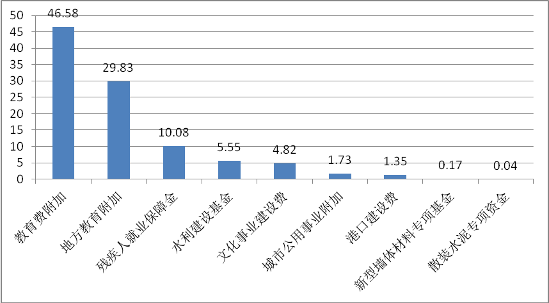 50
45
40
35
30
25
20
15
10
5
0
46.58
29.83
10.08
5.55
4.82
1.73
1.35
0.17
0.04
教育费附加
地方教育附加
残疾人就业保障金
水利建设基金
文化事业建设费
城市公用事业附加
港口建设费
新型墙体材料专项基金
散装水泥专项资金